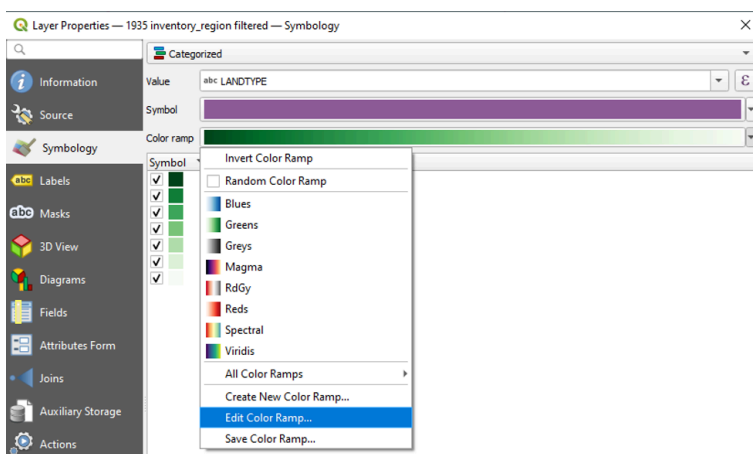 Layer Properties — 1935 inventory_region filtered — Symbology
Categorized
Information
Value
abc LANDTYPE
ε
Source
Symbol
Symbology
Color ramp
Invert Color Ramp
Symbol
abc Labels
Random Color Ramp
Blues
abc Masks
Greens
Greys
3D View
Magma
Diagrams
RdGy
Reds
Fields
Spectral
Attributes Form
Viridis
Joins
All Color Ramps
Create New Color Ramp...
Auxiliary Storage
Edit Color Ramp...
Actions
Save Color Ramp...